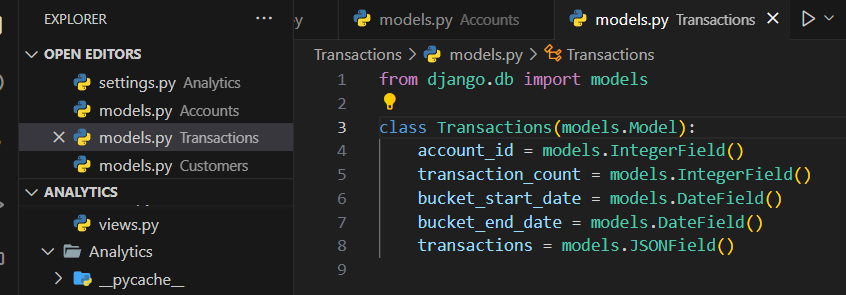 EXPLORER ...
OPEN EDITORS
settings.py Analytics
models.py Accounts
models.py Transactions
models.py Customers
ANALYTICS
views.py
Analytics
__pycache__
models.py Accounts
models.py Transactions
Transactions > models.py > Transactions
1 from django.db import models
2
3 class Transactions(models.Model):
4 account_id = models.IntegerField()
5 transaction_count = models.IntegerField()
6 bucket_start_date = models.DateField()
7 bucket_end_date = models.DateField()
8 transactions = models.JSONField()
9